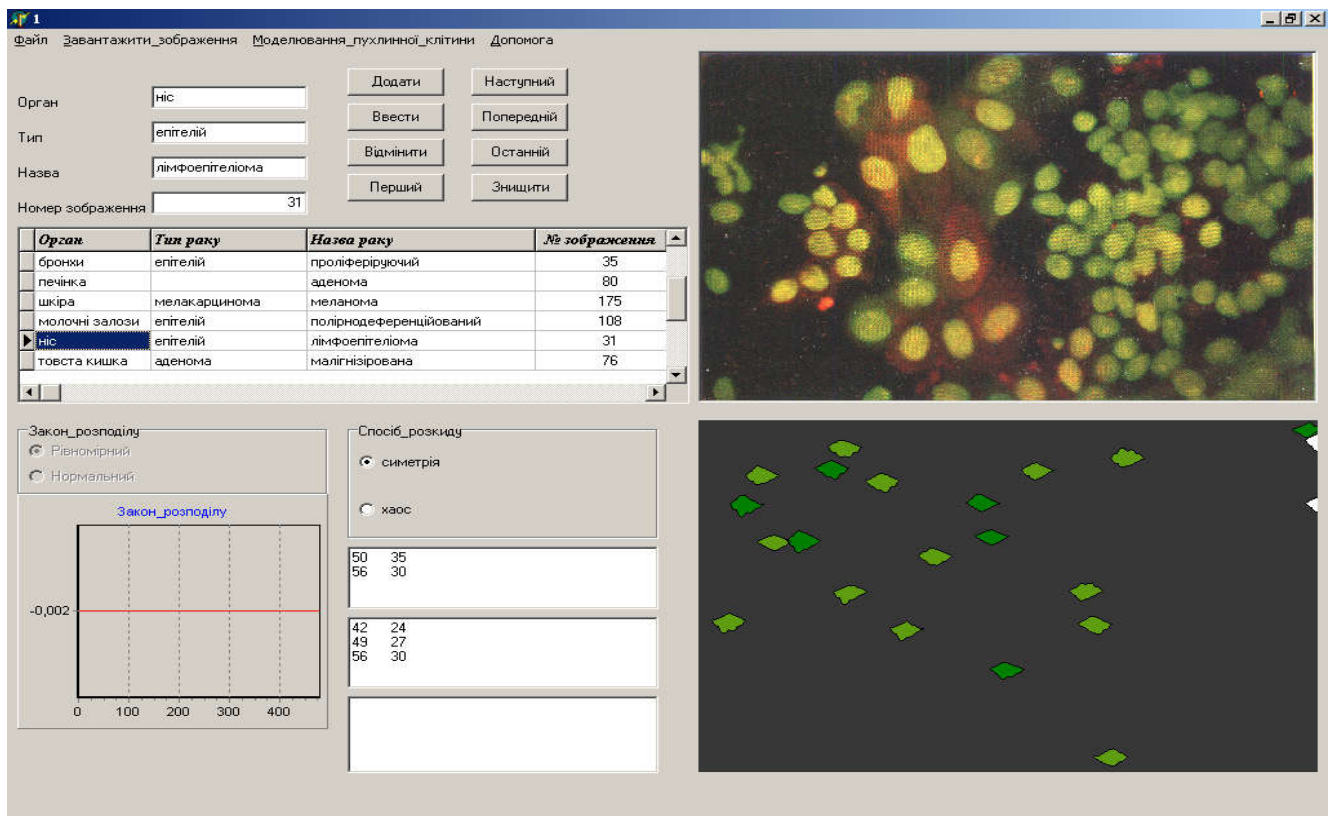 1
Файл Завантажити_зображення Моделювання_пухлинної_клітини Допомога
Орган ніс
Тип епітелій
Назва лімфоепітеліома
Номер зображення 31
Додати Наступний
Ввести Попередній
Відмінити Останній
Перший Знищити
Орган Тип раку Назва раку № зображення
бронхи епітелій проліферіруючий 35
печінка аденома 80
шкіра мелакарцинома меланома 175
молочні залози епітелій полірнодеференційований 108
ніс епітелій лімфоепітеліома 31
товста кишка аденома малігнізірована 76
Закон_розподілу
Рівномірний
Нормальний
Закон_розподілу
-0,002
0 100 200 300 400
Спосіб_розкиду
симетрія
хаос
50 35
56 30
42 24
49 27
56 30